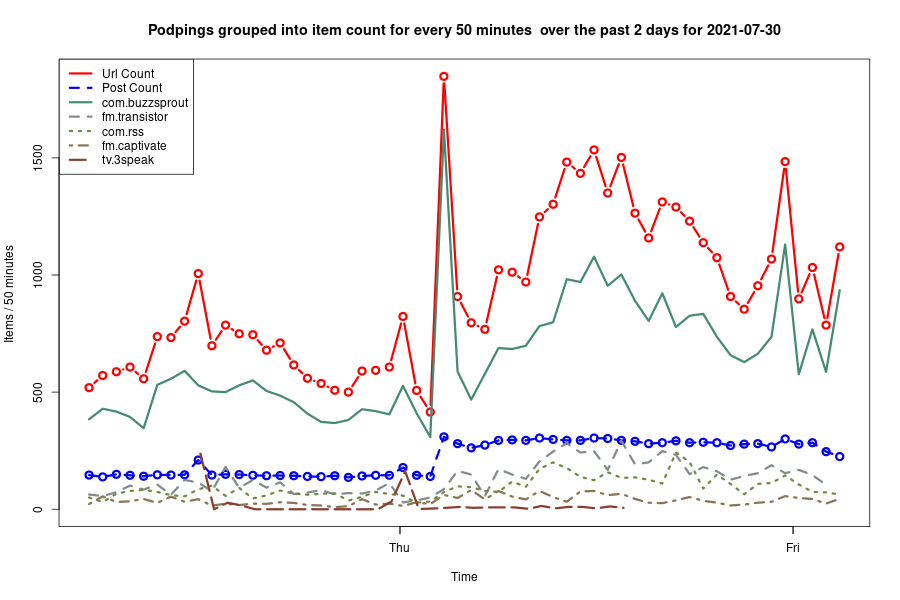 Podpings grouped into item count for every 50 minutes  over the past 2 days for 2021-07-30
Url Count
Post Count
com.buzzsprout
fm.transistor
com.rss
fm.captivate
tv.3speak
Items / 50 minutes
1500
1000
500
0
Thu
Fri
Time